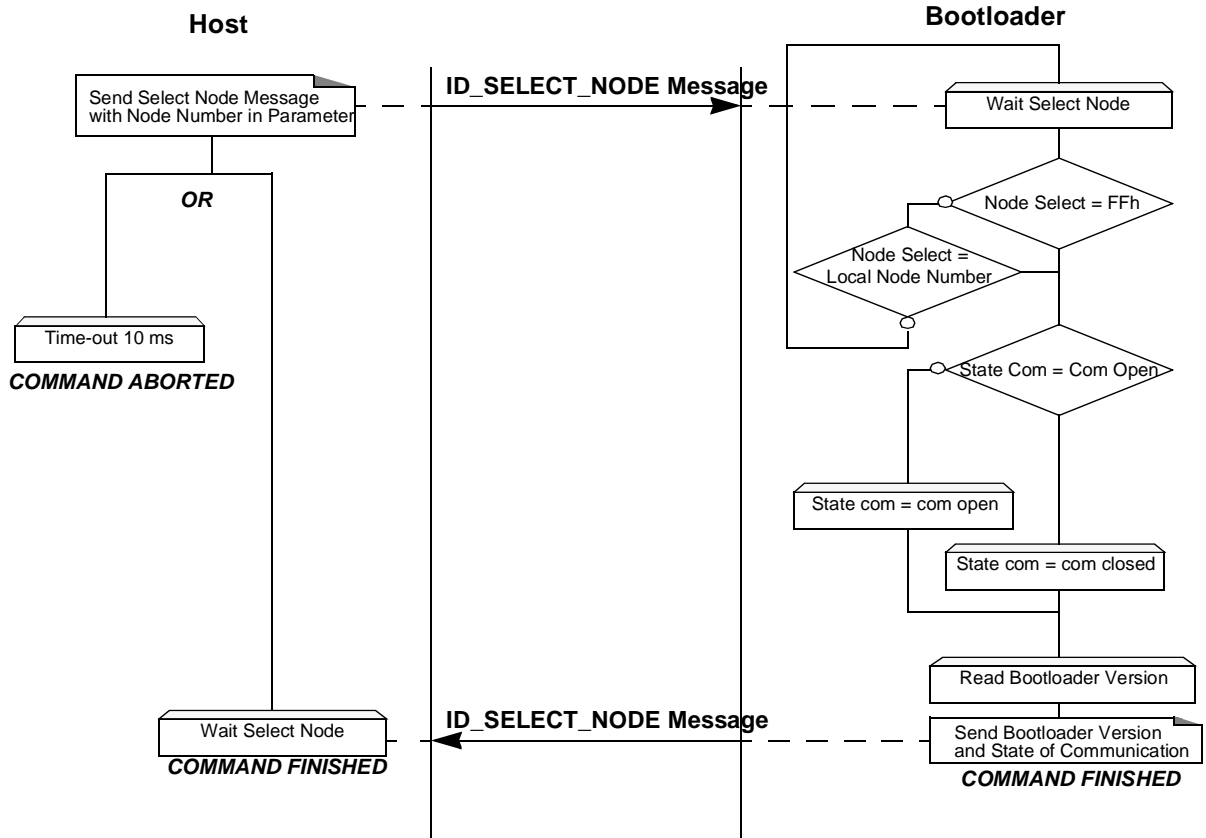 Host
Bootloader
ID_SELECT_NODE Message
Send Select Node Message
with Node Number in Parameter
Wait Select Node
OR
Node Select = FFh
Node Select =
Local Node Number
Time-out 10 ms
COMMAND ABORTED
State Com = Com Open
State com = com open
State com = com closed
Read Bootloader Version
ID_SELECT_NODE Message
Wait Select Node
COMMAND FINISHED
Send Bootloader Version
and State of Communication
COMMAND FINISHED